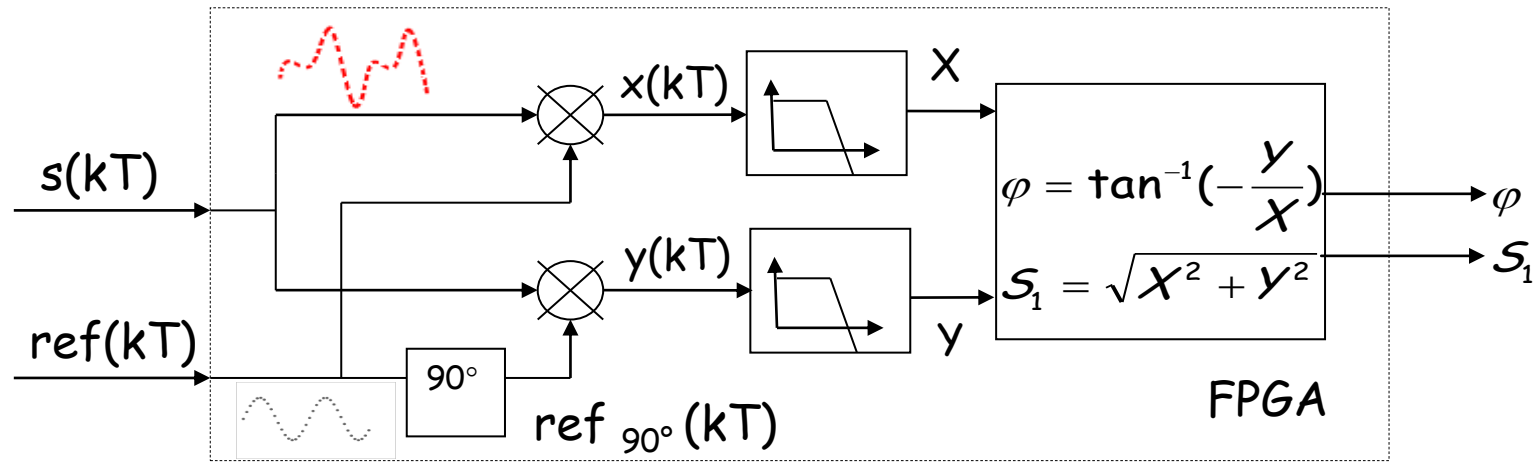 s(kT)
ref(kT)
x(kT)
y(kT)
90°
ref 90° (kT)
X
Y
φ = tan⁻¹(− Y/X)
S₁ = √X² + Y²
φ
S₁
FPGA